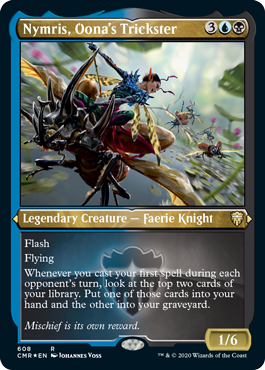 Nymris, Oona's Trickster 3
Legendary Creature — Faerie Knight
Flash
Flying
Whenever you cast your first spell during each
opponent's turn, look at the top two cards of
your library. Put one of those cards into your
hand and the other into your graveyard.
Mischief is its own reward.
1/6
608 R
CMR ★ EN Johannes Voss
™ & © 2020 Wizards of the Coast